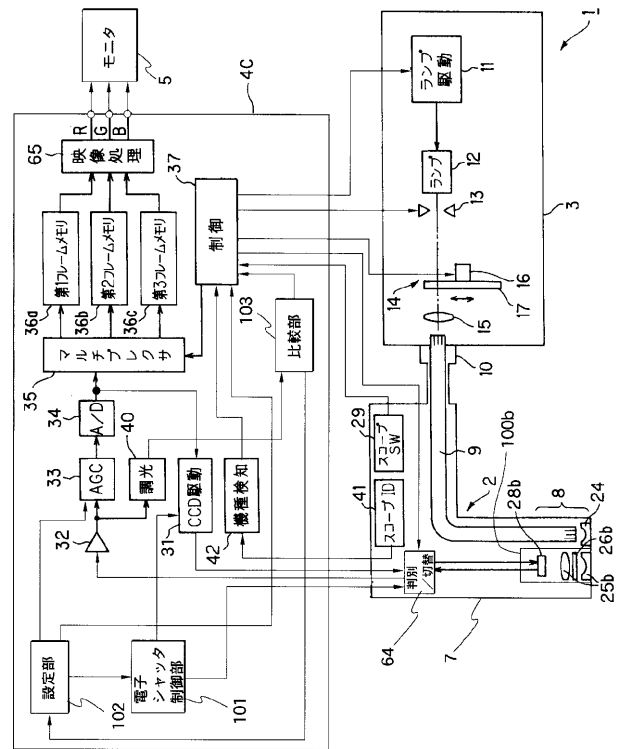 モニタ
5
4C
R
G
B
65
映像処理
第1フレームメモリ
第2フレームメモリ
第3フレームメモリ
36a
36b
36c
37
制御
マルチプレクサ
35
103
比較部
A/D
34
AGC
33
調光
40
CCD駆動
31
機種検知
42
32
設定部
102
電子シャッタ制御部
101
1
ランプ駆動
11
ランプ
12
13
3
14
16
17
15
10
29
スコープSW
41
スコープID
9
2
100b
28b
8
24
26b
25b
判別/切替
64
7